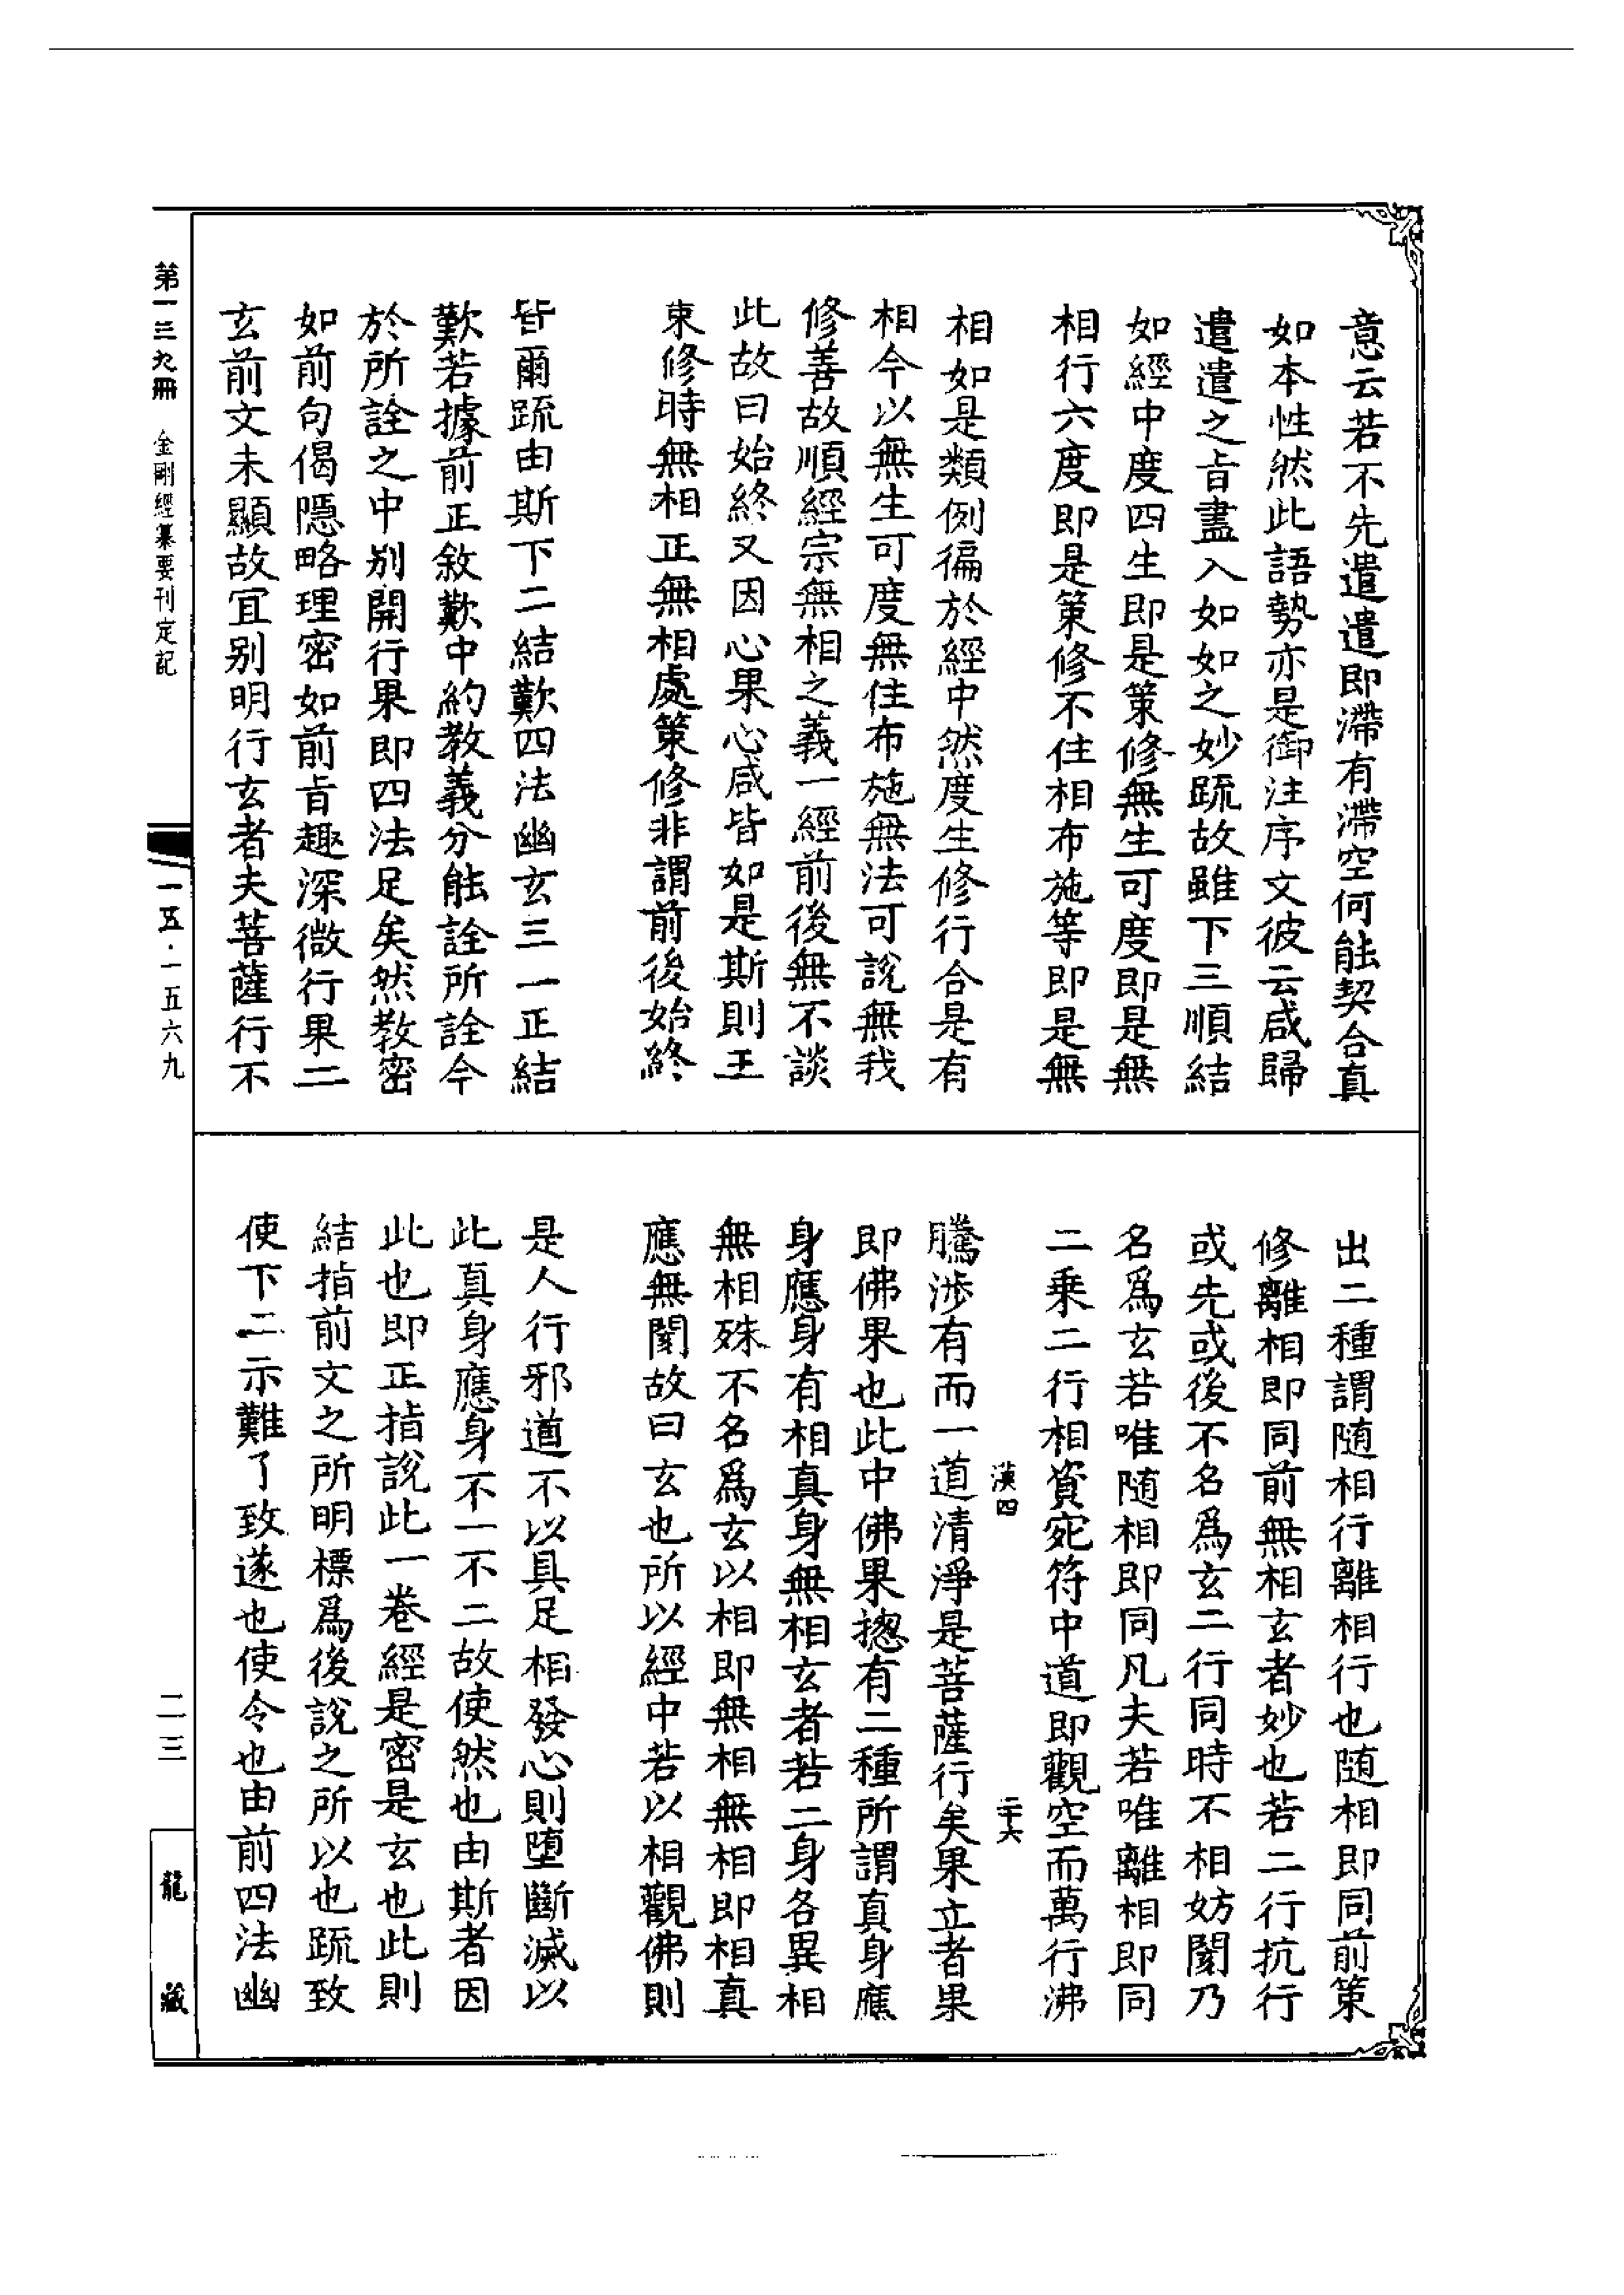 意云若不先遣遣即滯有滯空何能契合真
如本性然此語勢亦是御注序文彼云咸歸
遣遣之旨盡入如如之妙疏故雖下三順結
如經中度四生即是策修無生可度即是無
相行六度即是策修不住相布施等即是無
相如是類例徧於經中然度生修行合是有
相今以無生可度無住布施無法可說無我
修善故順經宗無相之義一經前後無不談
此故曰始終又因心果心咸皆如是斯則王
束修時無相正無相處策修非謂前後始終
皆爾疏由斯下二結歎四法幽玄三一正結
歎若據前正敘歎中約教義分能詮所詮今
於所詮之中別開行果即四法足矣然教密
如前句偈隱略理密如前旨趣深微行果二
玄前文未顯故宜別明行玄者夫菩薩行不
出二種謂隨相行離相行也隨相即同前策
修離相即同前無相玄者妙也若二行抗行
或先或後不名為玄二行同時不相妨閡乃
名為玄若唯隨相即同凡夫若唯離相即同
二乘二行相資宛符中道即觀空而萬行沸
漢四
二十六
騰涉有而一道清淨是菩薩行矣果立者果
即佛果也此中佛果揔有二種所謂真身應
身應身有相真身無相玄者若二身各異相
無相殊不名為玄以相即無相無相即相真
應無閡故曰玄也所以經中若以相觀佛則
是人行邪道不以具足相發心則墮斷滅以
此真身應身不一不二故使然也由斯者因
此也即正指說此一卷經是密是玄也此則
結指前文之所明標為後說之所以也疏致
使下二示難了致遂也使令也由前四法幽
第一三九冊
金剛經纂要刊定記
一五·一五六九
二三
龍藏